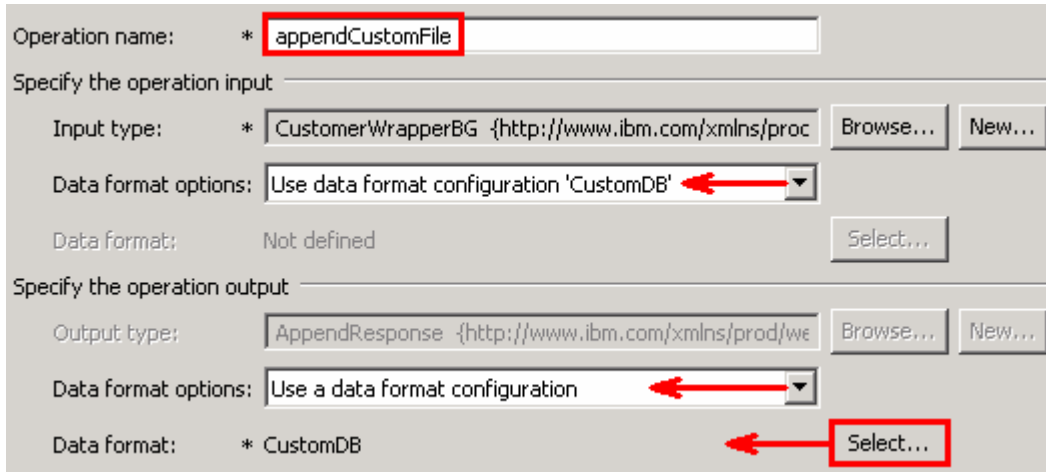 Operation name: * appendCustomFile
Specify the operation input
Input type: * CustomerWrapperBG {http://www.ibm.com/xmlns/proc Browse... New...
Data format options: Use data format configuration 'CustomDB'
Data format: Not defined Select...
Specify the operation output
Output type: AppendResponse {http://www.ibm.com/xmlns/prod/we Browse... New...
Data format options: Use a data format configuration
Data format: * CustomDB Select...